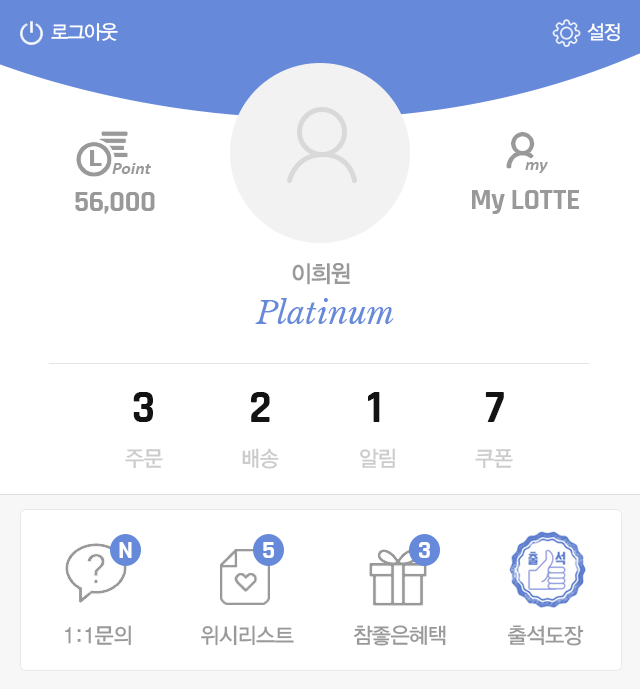 로그아웃
설정
L Point
56,000
my
My LOTTE
이희원
Platinum
3 2 1 7
주문 배송 알림 쿠폰
? N 5 3 출석
1:1문의 위시리스트 참좋은혜택 출석도장